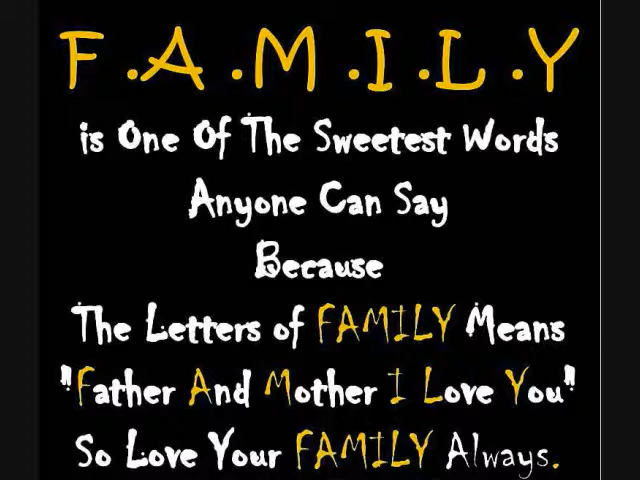 F.A.M.I.L.Y
is One Of The Sweetest Words
Anyone Can Say
Because
The Letters of FAMILY Means
"Father And Mother I Love You"
So Love Your FAMILY Always.